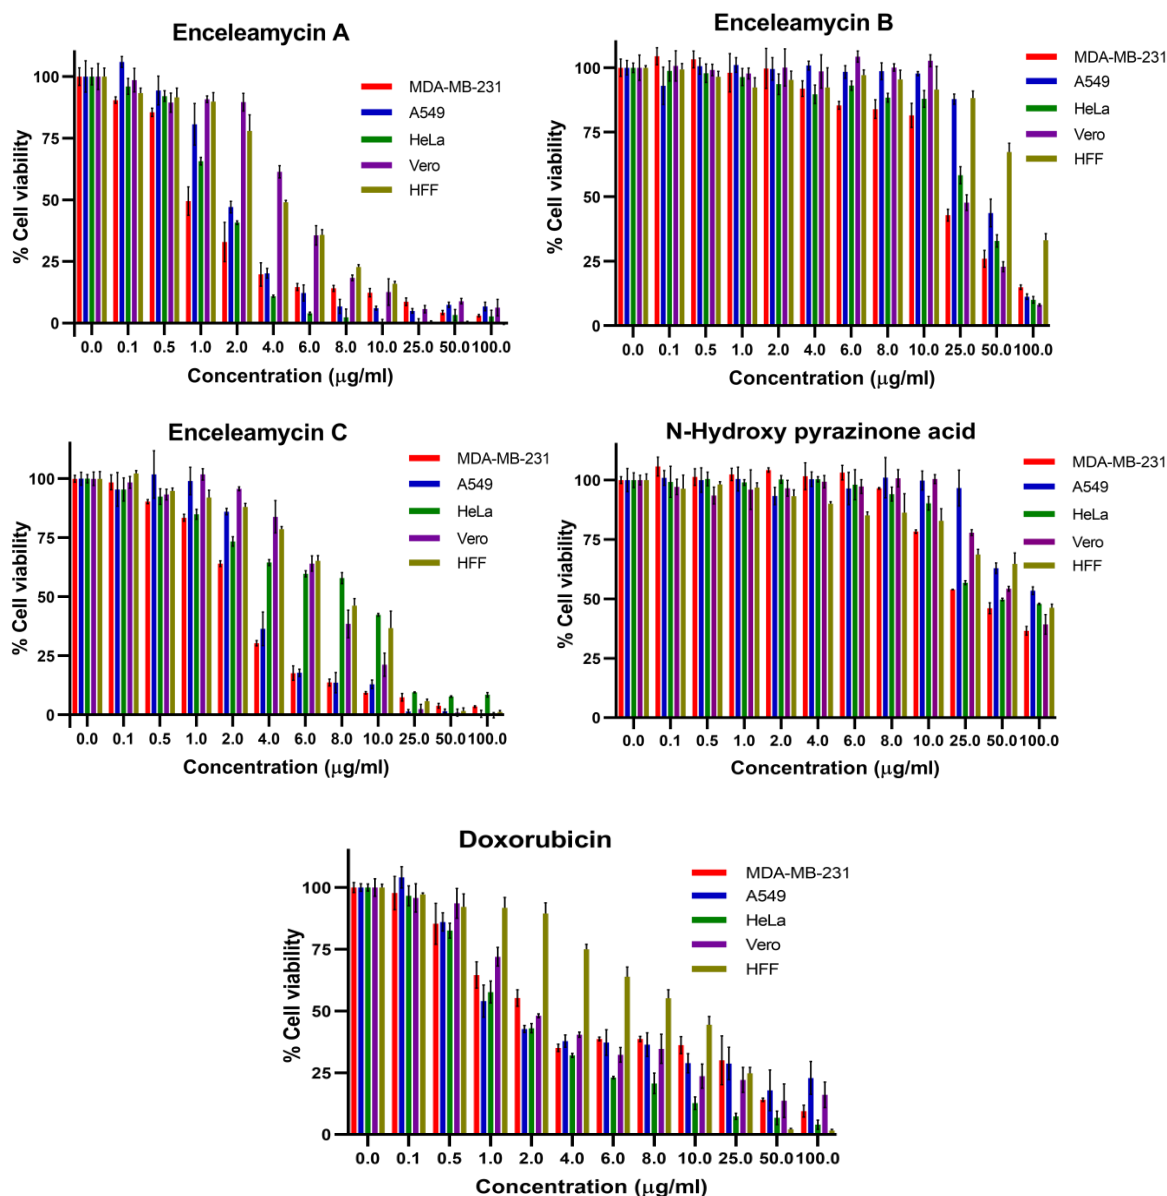 Enceleamycin A
% Cell viability
100
75
50
25
0
MDA-MB-231
A549
HeLa
Vero
HFF
0.0 0.1 0.5 1.0 2.0 4.0 6.0 8.0 10.0 25.0 50.0 100.0
Concentration (μg/ml)
Enceleamycin B
% Cell viability
100
75
50
25
0
MDA-MB-231
A549
HeLa
Vero
HFF
0.0 0.1 0.5 1.0 2.0 4.0 6.0 8.0 10.0 25.0 50.0 100.0
Concentration (μg/ml)
Enceleamycin C
% Cell viability
100
75
50
25
0
MDA-MB-231
A549
HeLa
Vero
HFF
0.0 0.1 0.5 1.0 2.0 4.0 6.0 8.0 10.0 25.0 50.0 100.0
Concentration (μg/ml)
N-Hydroxy pyrazinone acid
% Cell viability
100
75
50
25
0
MDA-MB-231
A549
HeLa
Vero
HFF
0.0 0.1 0.5 1.0 2.0 4.0 6.0 8.0 10.0 25.0 50.0 100.0
Concentration (μg/ml)
Doxorubicin
% Cell viability
100
75
50
25
0
MDA-MB-231
A549
HeLa
Vero
HFF
0.0 0.1 0.5 1.0 2.0 4.0 6.0 8.0 10.0 25.0 50.0 100.0
Concentration (μg/ml)